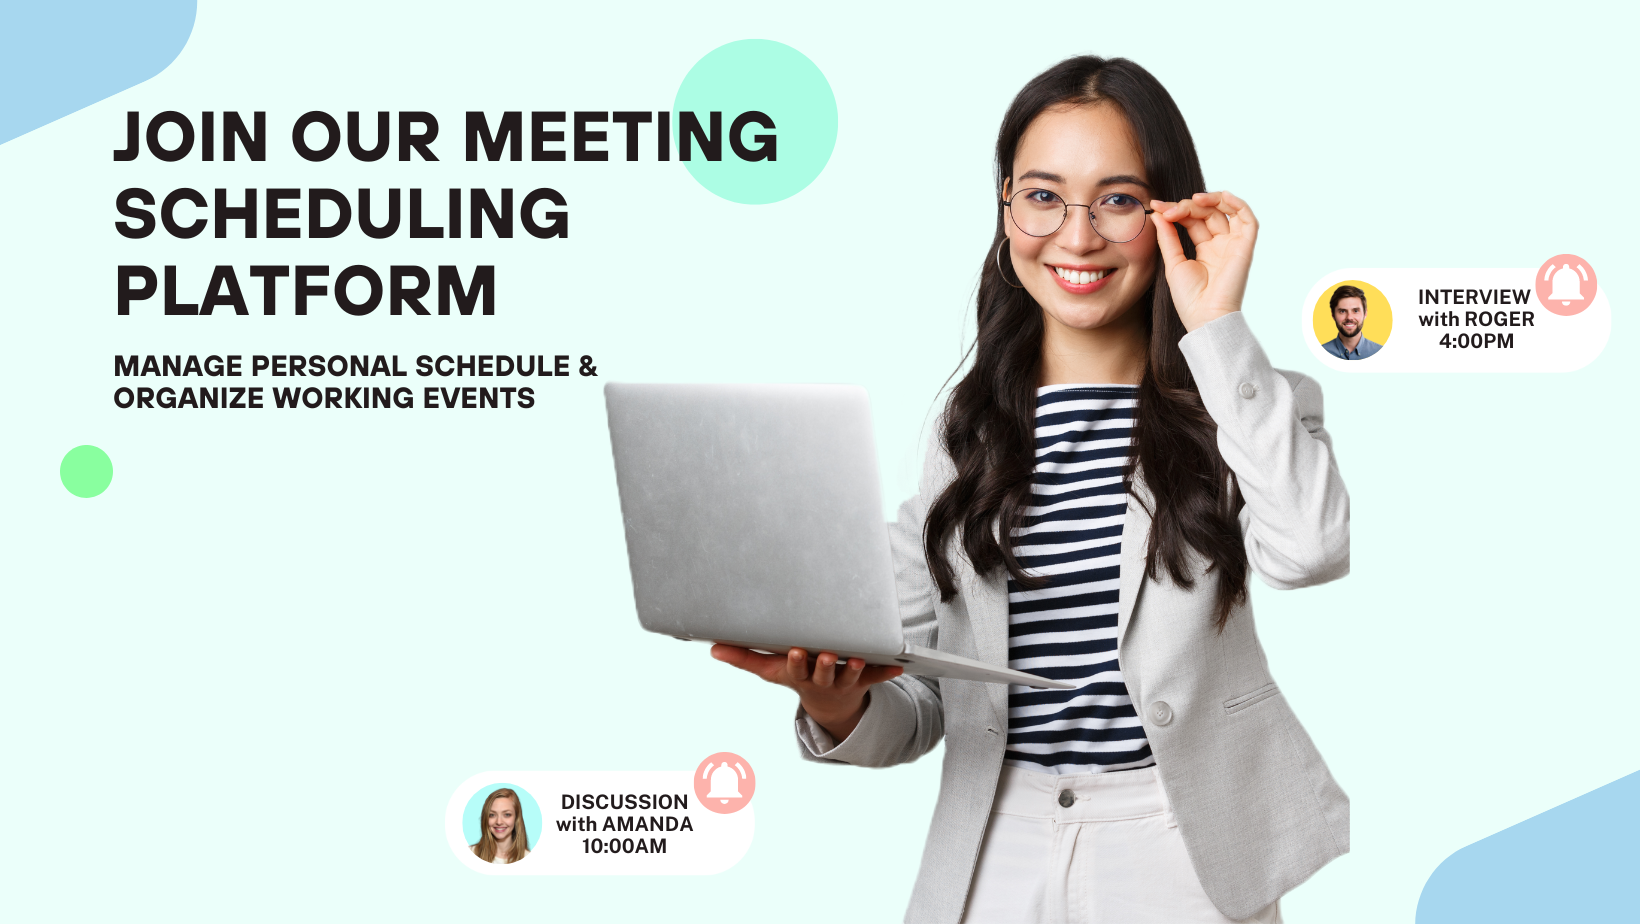 JOIN OUR MEETING
SCHEDULING
PLATFORM
MANAGE PERSONAL SCHEDULE &
ORGANIZE WORKING EVENTS
INTERVIEW
with ROGER
4:00PM
DISCUSSION
with AMANDA
10:00AM